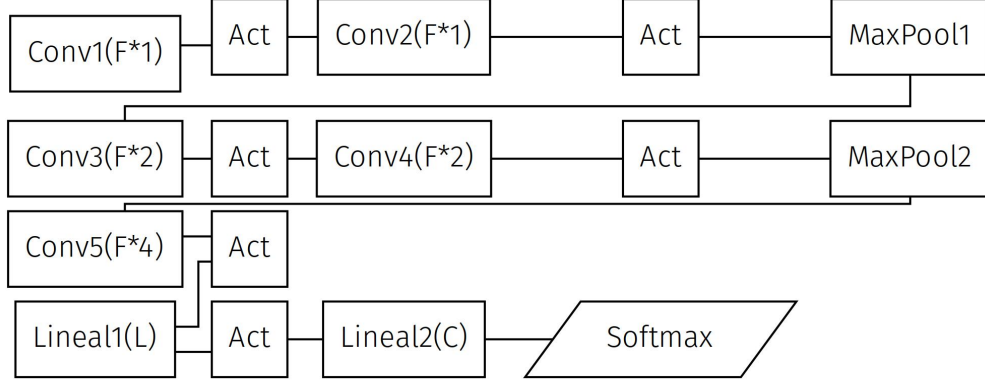 Conv1(F*1) Act Conv2(F*1) Act MaxPool1
Conv3(F*2) Act Conv4(F*2) Act MaxPool2
Conv5(F*4) Act
Lineal1(L) Act Lineal2(C) Softmax